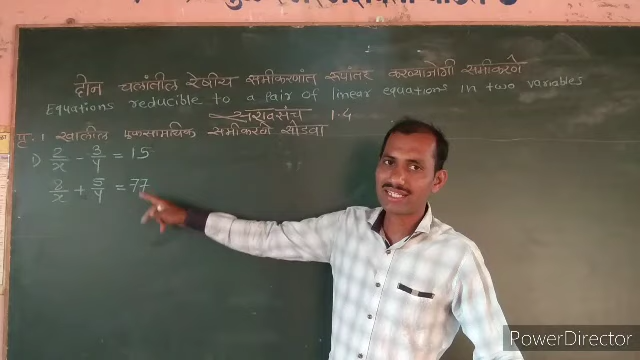 दोन चलांतील रेषीय समीकरणांत रूपांतर करण्याजोगी समीकरणे
Equations reducible to a pair of linear equations in two variables
सरावसंच 1.4
प्र. 1 खालील एकसामयिक समीकरणे सोडवा
1) 2/x - 3/y = 15
8/x + 5/y = 77
PowerDirector